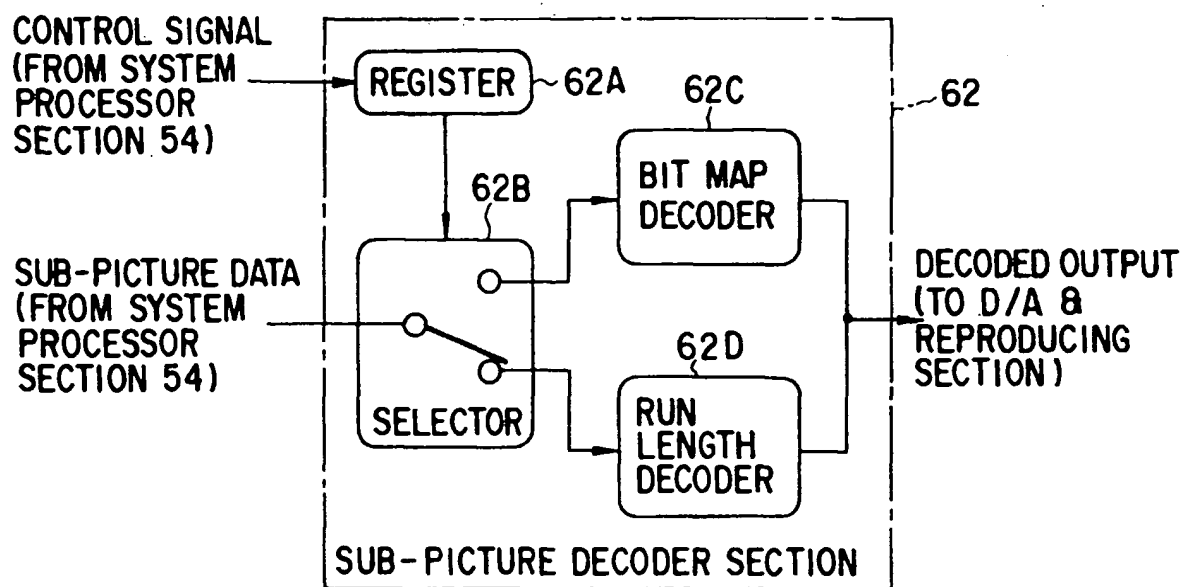 CONTROL SIGNAL
(FROM SYSTEM
PROCESSOR
SECTION 54)
REGISTER
62A
62C
62
62B
BIT MAP
DECODER
SUB-PICTURE DATA
(FROM SYSTEM
PROCESSOR
SECTION 54)
SELECTOR
62D
RUN
LENGTH
DECODER
DECODED OUTPUT
(TO D/A &
REPRODUCING
SECTION)
SUB-PICTURE DECODER SECTION